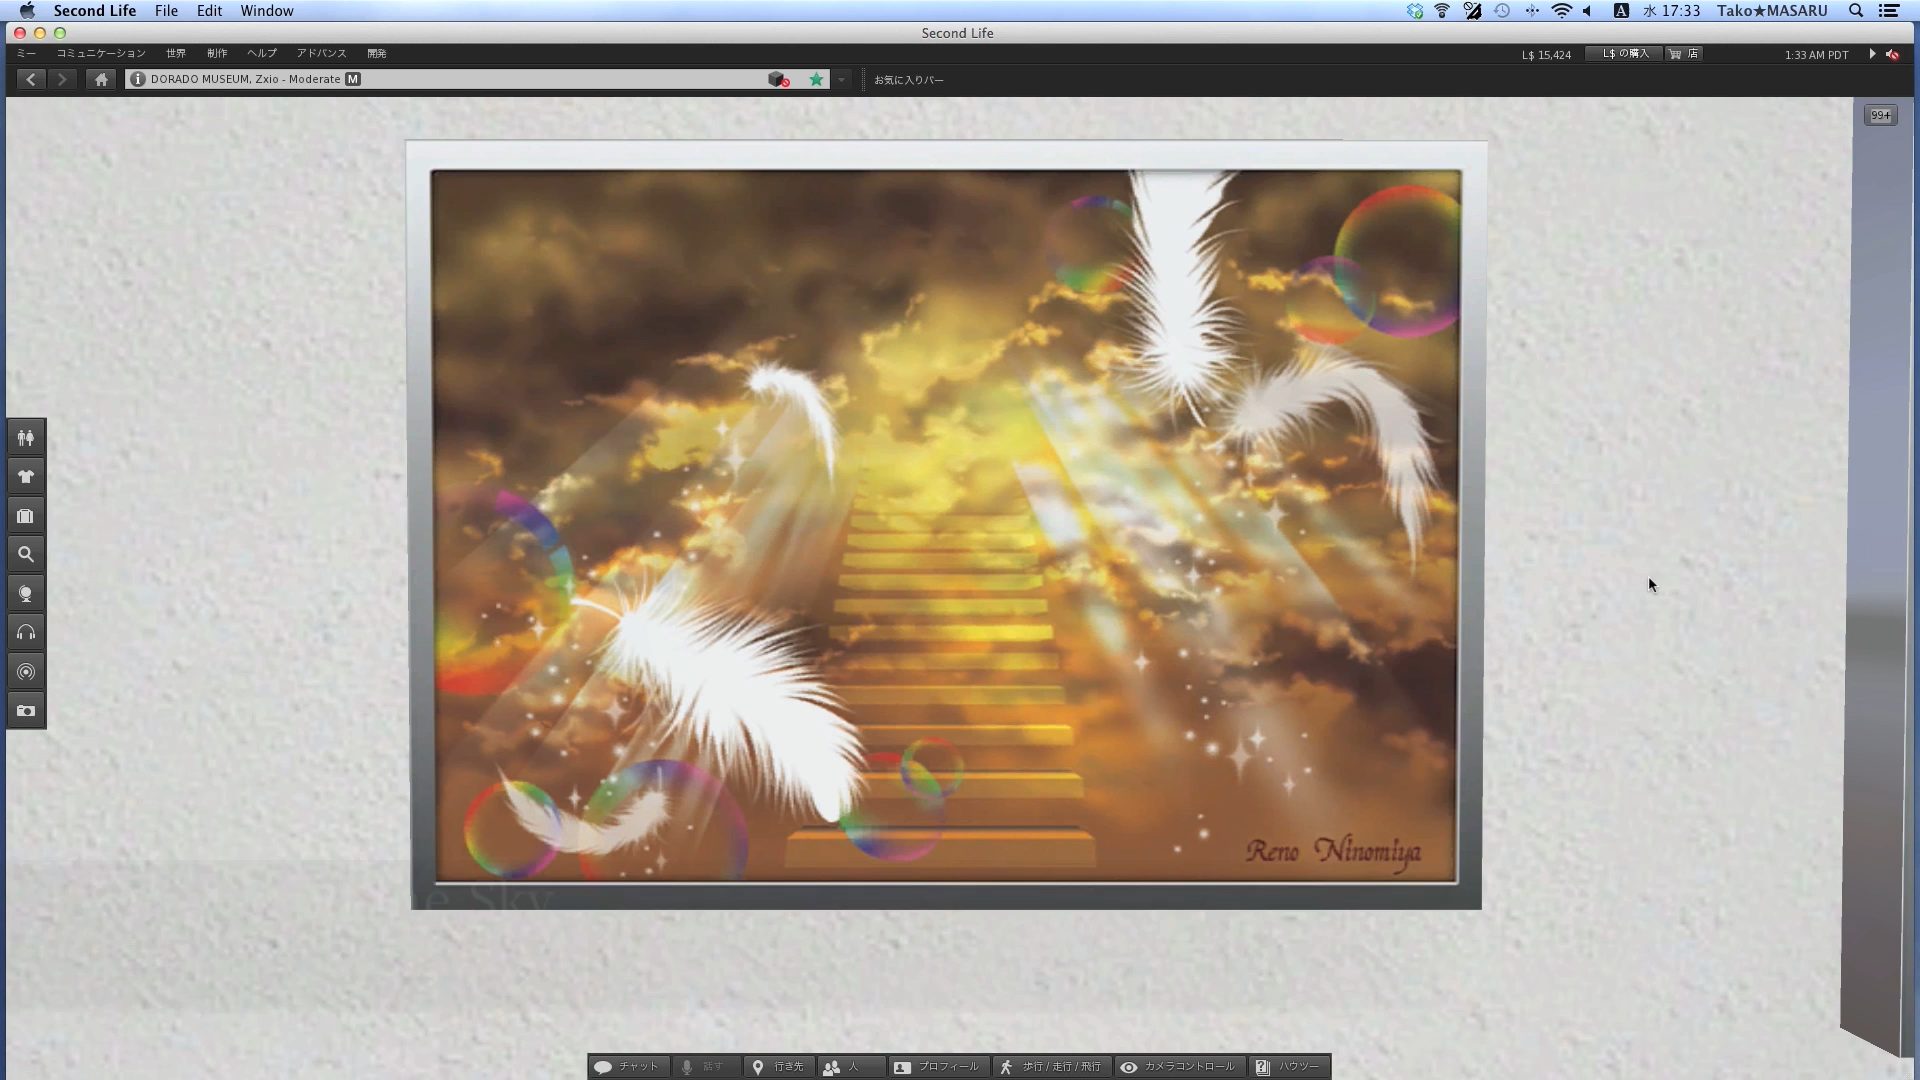 Second Life File Edit Window
A 水 17:33 Tako★MASARU
Second Life
ミー コミュニケーション 世界 制作 ヘルプ アドバンス 開発
L$ 15,424 L$ の購入 店 1:33 AM PDT
DORADO MUSEUM, Zxio - Moderate M
お気に入りバー
99+
Reno Ninomiya
e Sky
チャット 話す 行き先 人 プロフィール 歩行 / 走行 / 飛行 カメラコントロール ハウツー